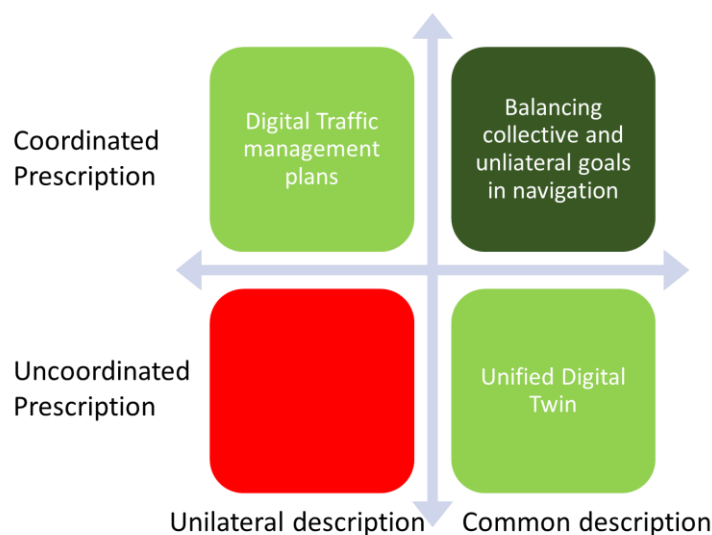 Coordinated
Prescription
Digital Traffic
management
plans
Balancing
collective and
unliateral goals
in navigation
Uncoordinated
Prescription
Unified Digital
Twin
Unilateral description
Common description